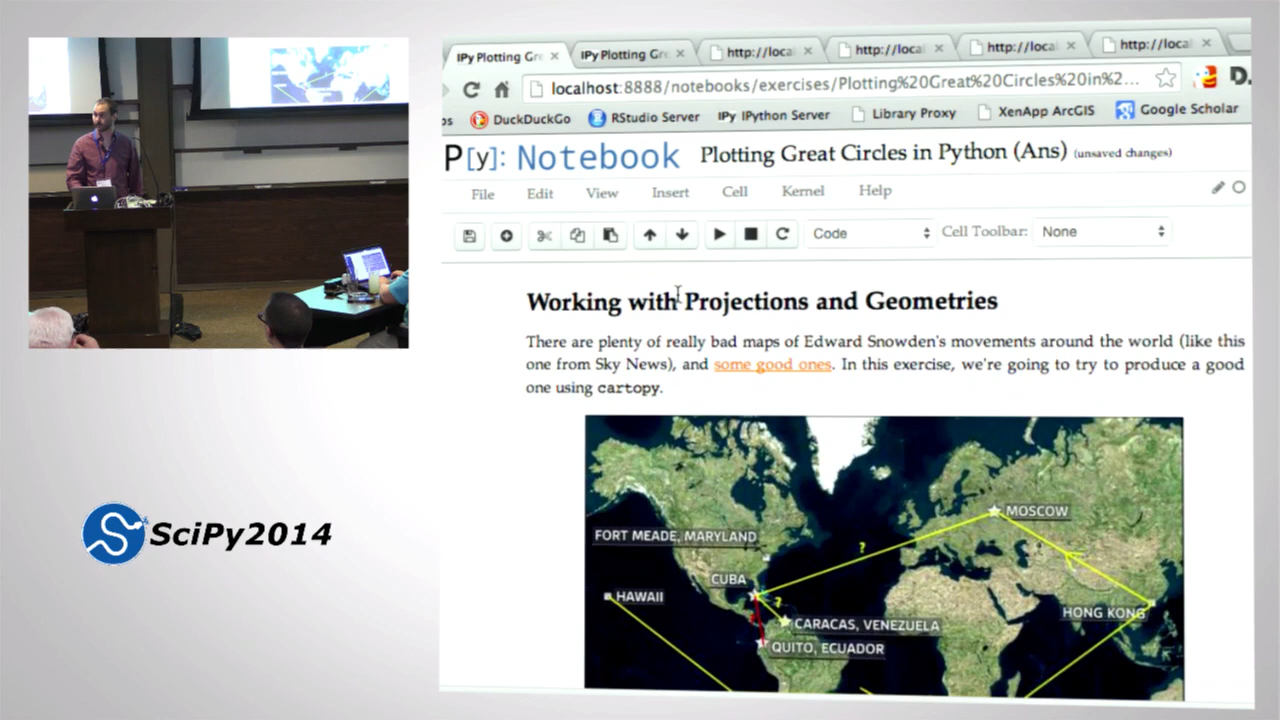 IPy Plotting Gre
IPy Plotting Gre
http://local
http://local
http://local
http://local
localhost:8888/notebooks/exercises/Plotting%20Great%20Circles%20in%2...
DuckDuckGo
RStudio Server
IPy IPython Server
Library Proxy
XenApp ArcGIS
Google Scholar
P[y]: Notebook
Plotting Great Circles in Python (Ans) (unsaved changes)
File Edit View Insert Cell Kernel Help
Code
Cell Toolbar: None
Working with Projections and Geometries
There are plenty of really bad maps of Edward Snowden's movements around the world (like this
one from Sky News), and some good ones. In this exercise, we're going to try to produce a good
one using cartopy.
MOSCOW
FORT MEADE, MARYLAND
?
CUBA
HAWAII
?
HONG KONG
CARACAS, VENEZUELA
QUITO, ECUADOR
SciPy2014